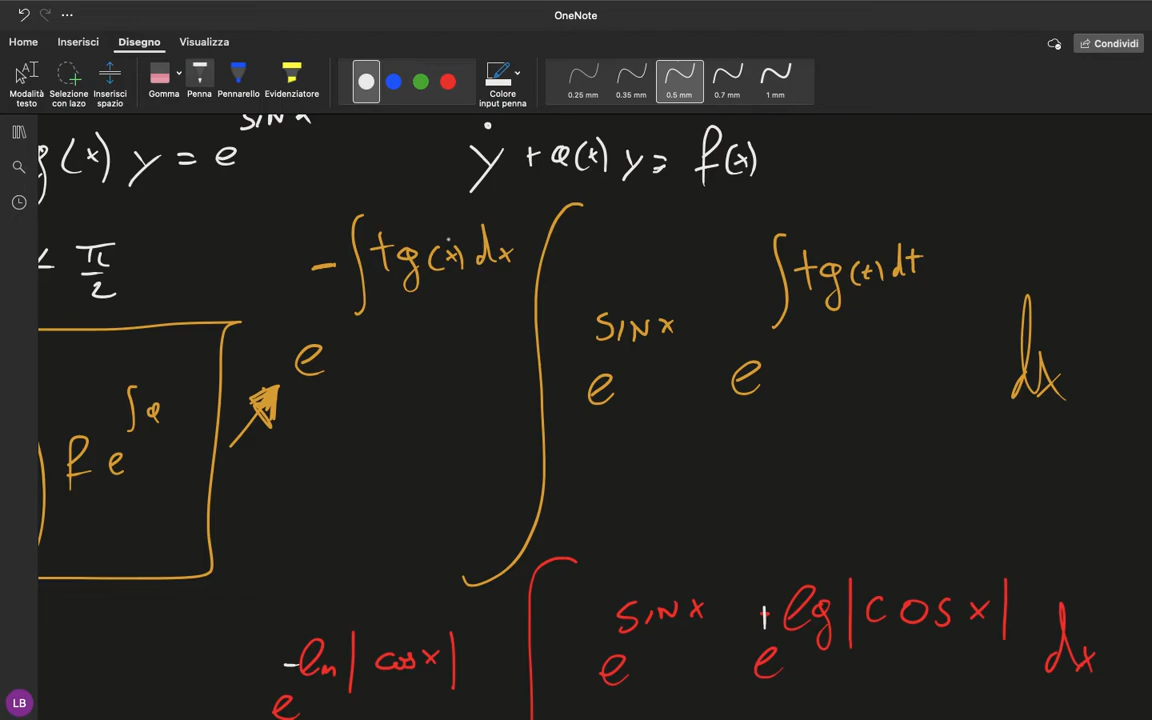 OneNote
Home Inserisci Disegno Visualizza
Condividi
Modalità testo
Selezione con lazo
Inserisci spazio
Gomma
Penna
Pennarello
Evidenziatore
Colore input penna
0.25 mm
0.35 mm
0.5 mm
0.7 mm
1 mm
g(x) y = e^{sin x}
ẏ + a(x) y = f(x)
π/2
e^{-∫tg(x)dx} ∫ e^{sin x} e^{∫tg(t)dt} dx
f e^{∫a}
e^{-ln|cos x|} ∫ e^{sin x} e^{lg|cos x|} dx
LB